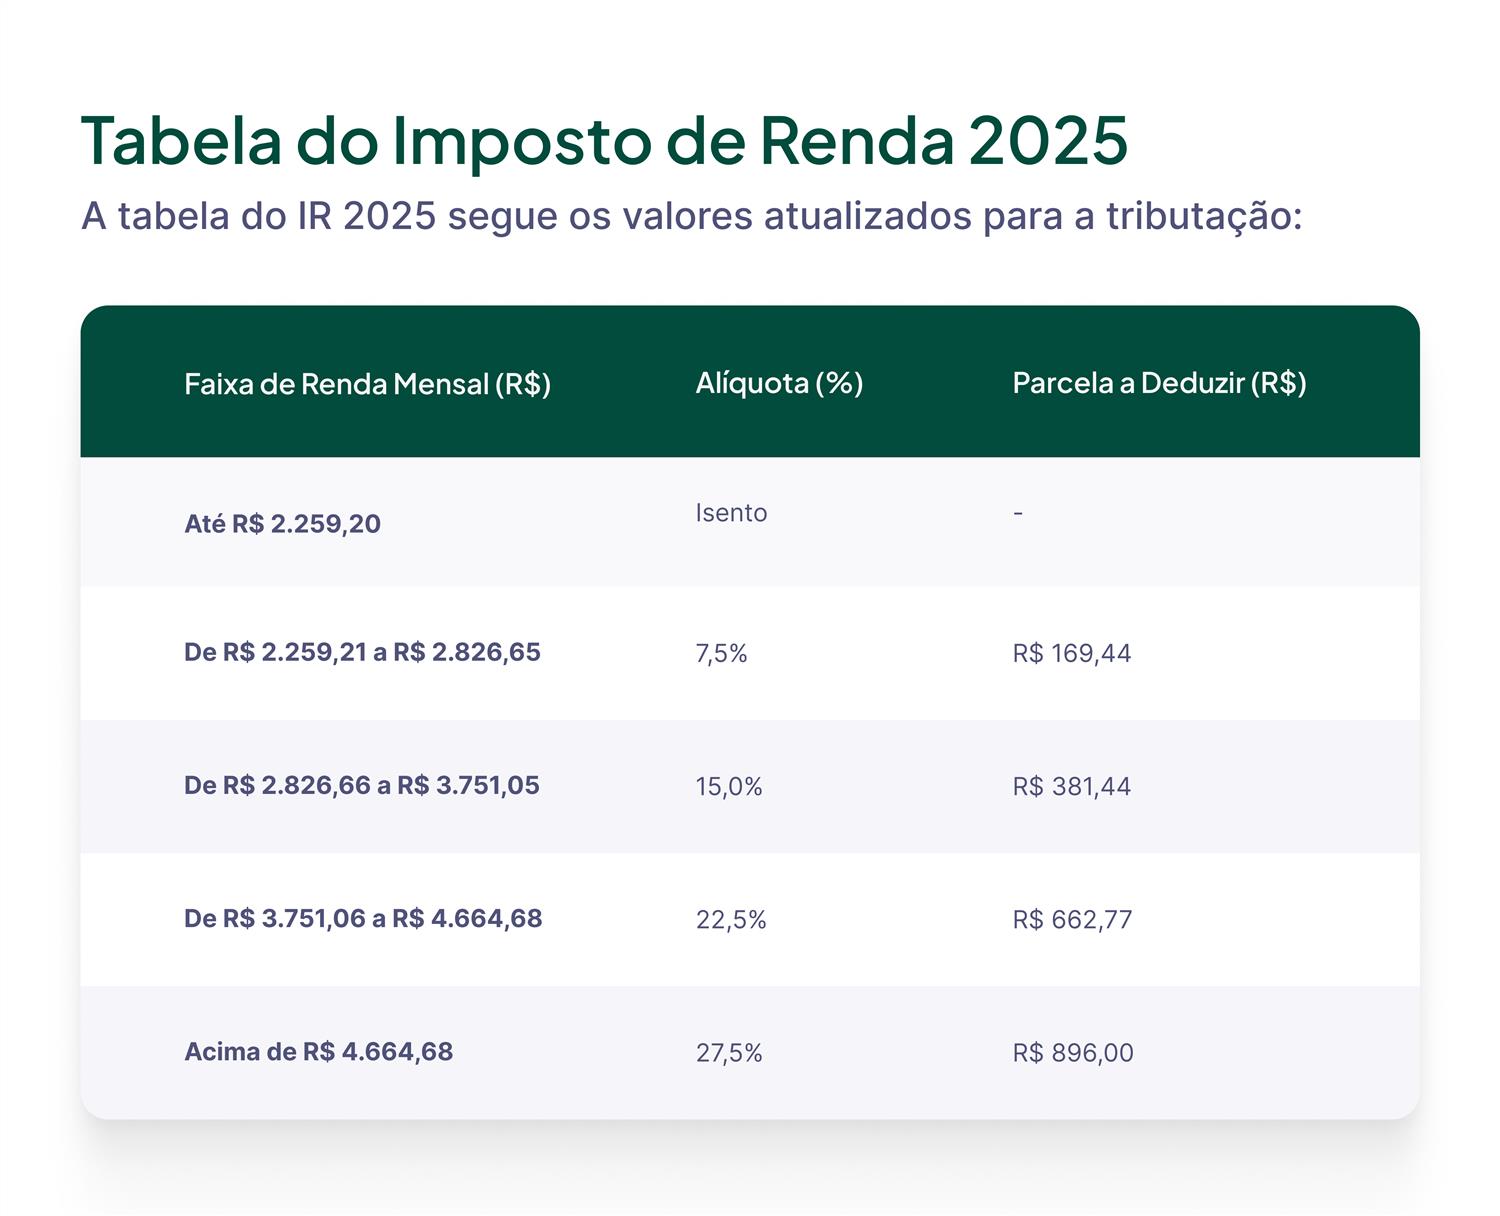 Tabela do Imposto de Renda 2025
A tabela do IR 2025 segue os valores atualizados para a tributação:
Faixa de Renda Mensal (R$) Alíquota (%) Parcela a Deduzir (R$)
Até R$ 2.259,20 Isento -
De R$ 2.259,21 a R$ 2.826,65 7,5% R$ 169,44
De R$ 2.826,66 a R$ 3.751,05 15,0% R$ 381,44
De R$ 3.751,06 a R$ 4.664,68 22,5% R$ 662,77
Acima de R$ 4.664,68 27,5% R$ 896,00